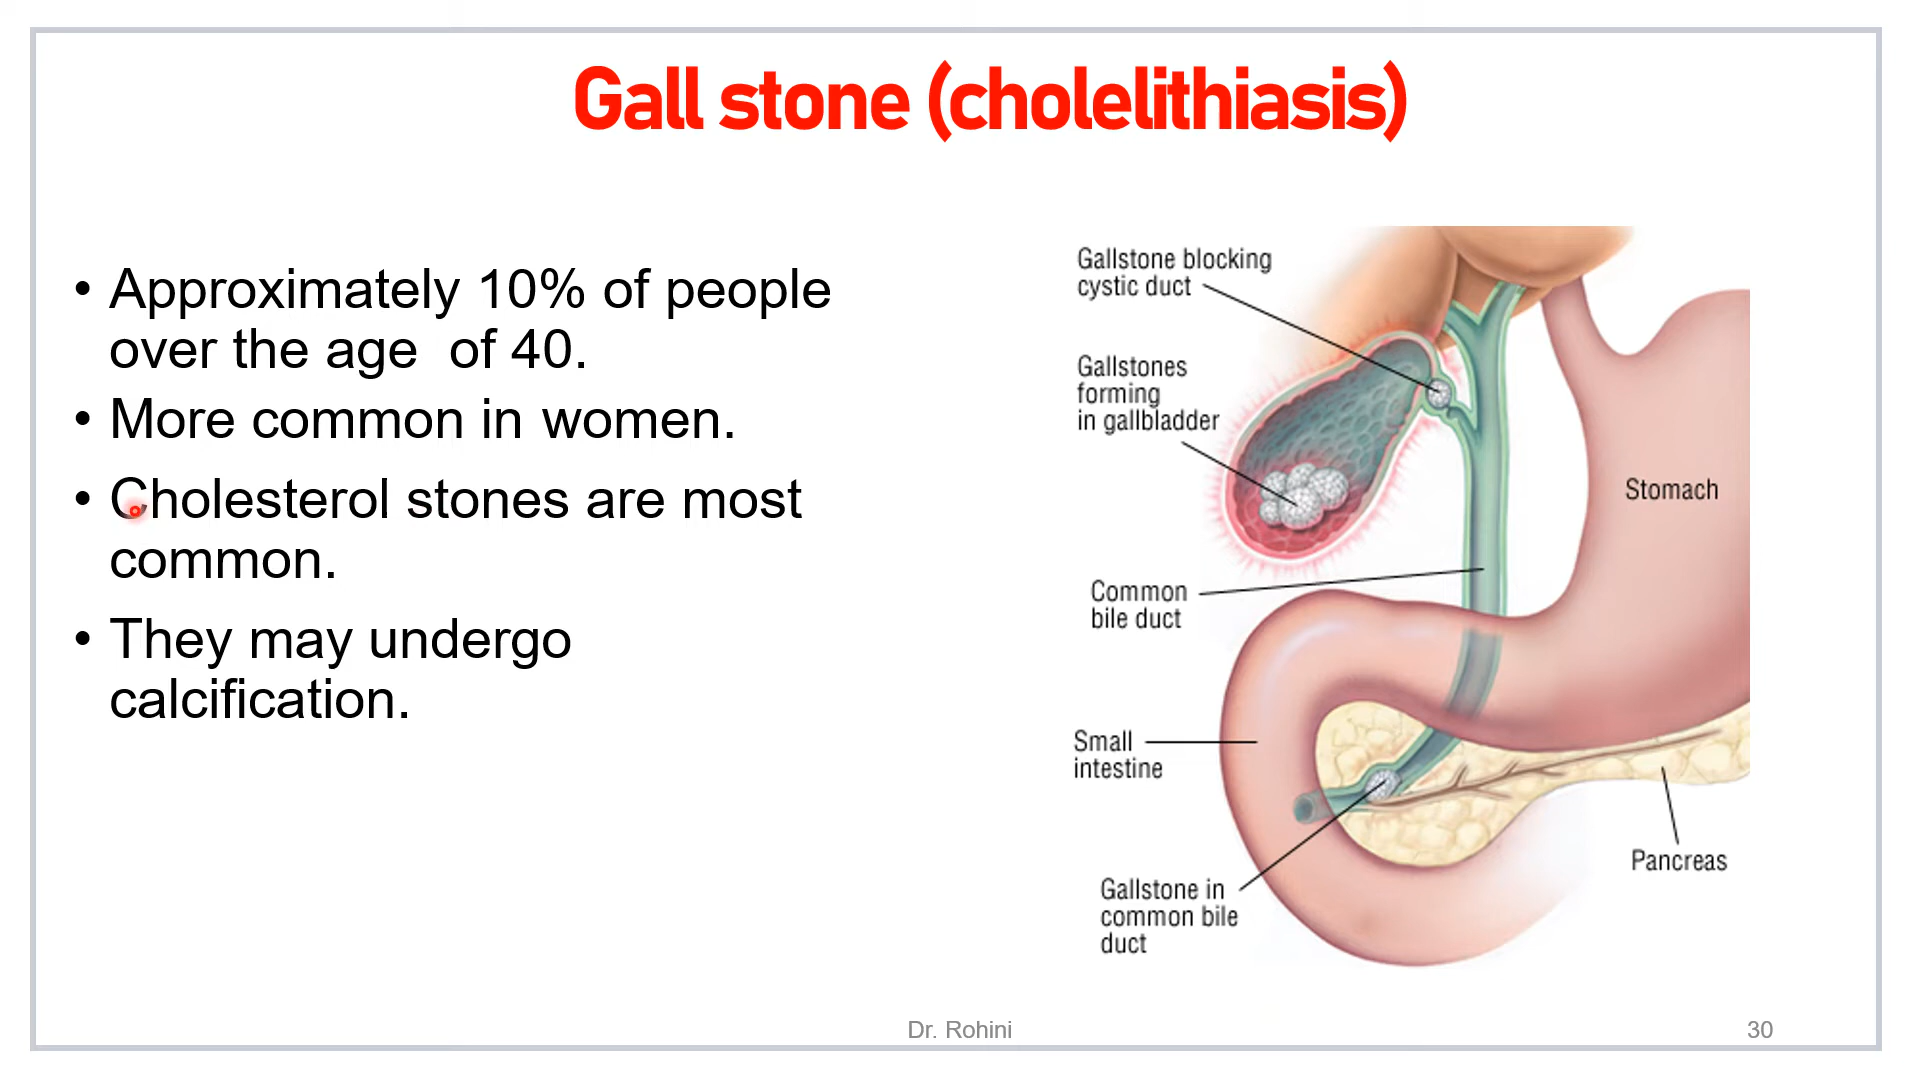 Gall stone (cholelithiasis)
• Approximately 10% of people
over the age  of 40.
• More common in women.
• Cholesterol stones are most
common.
• They may undergo
calcification.
Gallstone blocking
cystic duct
Gallstones
forming
in gallbladder
Stomach
Common
bile duct
Small
intestine
Pancreas
Gallstone in
common bile
duct
Dr. Rohini
30